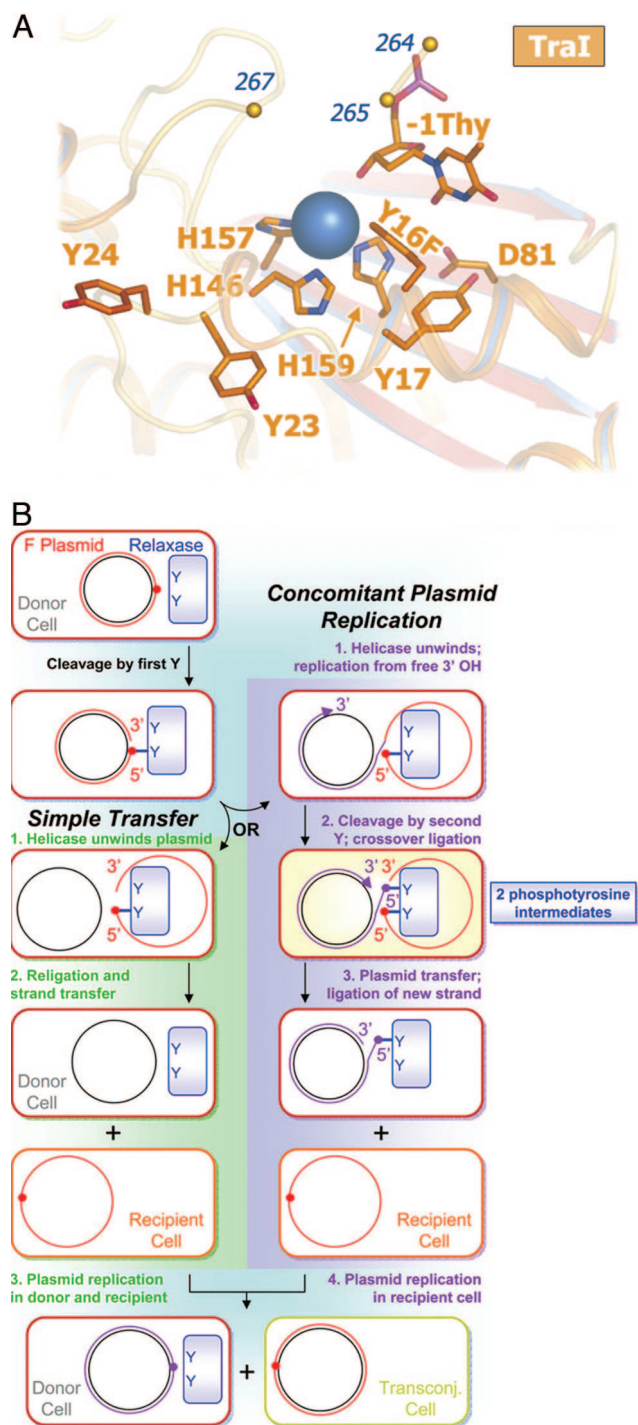 A
TraI
264
267
265
-1Thy
Y24
H157
Y16F
D81
H146
H159
Y17
Y23
B
F Plasmid
Relaxase
Y
Y
Donor
Cell
Concomitant Plasmid
Replication
Cleavage by first Y
1. Helicase unwinds;
replication from free 3' OH
3'
Y
Y
5'
3'
Y
Y
5'
Simple Transfer
OR
1. Helicase unwinds plasmid
2. Cleavage by second
Y; crossover ligation
3'
Y
Y
5'
3'
3'
Y
5'
Y
5'
2 phosphotyrosine
intermediates
2. Religation and
strand transfer
3. Plasmid transfer;
ligation of new strand
Donor
Cell
Y
Y
3'
5'
Y
Y
+
+
Recipient
Cell
Recipient
Cell
3. Plasmid replication
in donor and recipient
4. Plasmid replication
in recipient cell
Donor
Cell
Y
Y
+
Transconj.
Cell